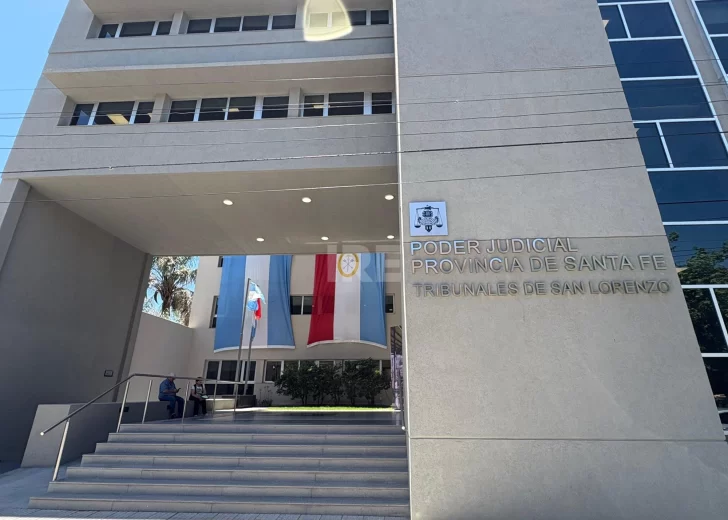 PODER JUDICIAL
PROVINCIA DE SANTA FE
TRIBUNALES DE SAN LORENZO